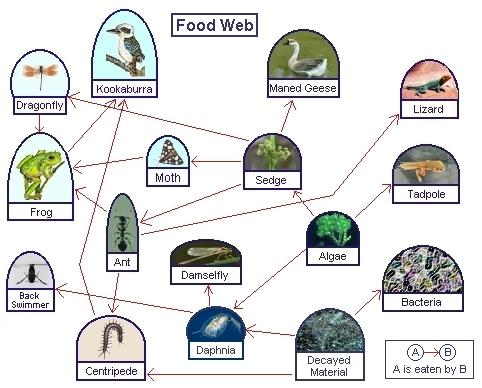 Food Web
Dragonfly
Kookaburra
Maned Geese
Lizard
Frog
Moth
Sedge
Tadpole
Ant
Algae
Back
Swimmer
Damselfly
Bacteria
Centripede
Daphnia
Decayed
Material
A B
A is eaten by B